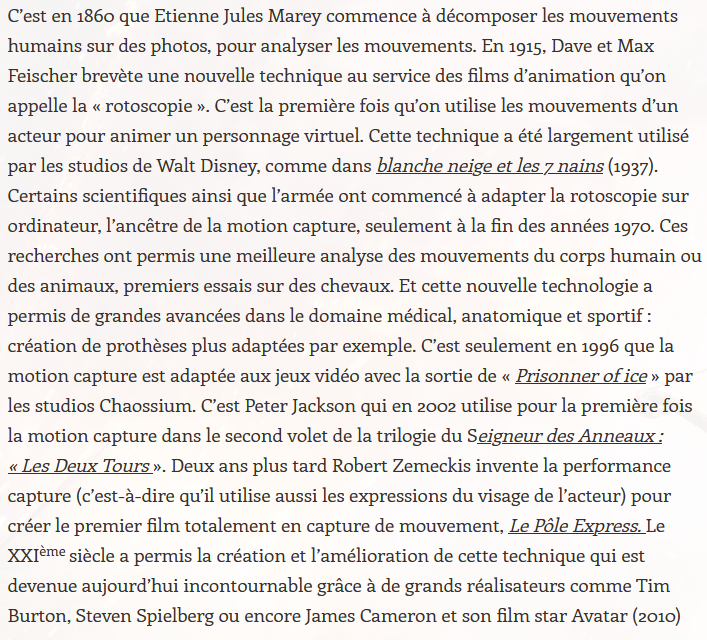 C’est en 1860 que Etienne Jules Marey commence à décomposer les mouvements
humains sur des photos, pour analyser les mouvements. En 1915, Dave et Max
Feischer brevète une nouvelle technique au service des films d’animation qu’on
appelle la « rotoscopie ». C’est la première fois qu’on utilise les mouvements d’un
acteur pour animer un personnage virtuel. Cette technique a été largement utilisé
par les studios de Walt Disney, comme dans blanche neige et les 7 nains (1937).
Certains scientifiques ainsi que l’armée ont commencé à adapter la rotoscopie sur
ordinateur, l’ancêtre de la motion capture, seulement à la fin des années 1970. Ces
recherches ont permis une meilleure analyse des mouvements du corps humain ou
des animaux, premiers essais sur des chevaux. Et cette nouvelle technologie a
permis de grandes avancées dans le domaine médical, anatomique et sportif :
création de prothèses plus adaptées par exemple. C’est seulement en 1996 que la
motion capture est adaptée aux jeux vidéo avec la sortie de « Prisonner of ice » par
les studios Chaossium. C’est Peter Jackson qui en 2002 utilise pour la première fois
la motion capture dans le second volet de la trilogie du Seigneur des Anneaux :
« Les Deux Tours ». Deux ans plus tard Robert Zemeckis invente la performance
capture (c’est-à-dire qu’il utilise aussi les expressions du visage de l’acteur) pour
créer le premier film totalement en capture de mouvement, Le Pôle Express. Le
XXIème siècle a permis la création et l’amélioration de cette technique qui est
devenue aujourd’hui incontournable grâce à de grands réalisateurs comme Tim
Burton, Steven Spielberg ou encore James Cameron et son film star Avatar (2010)